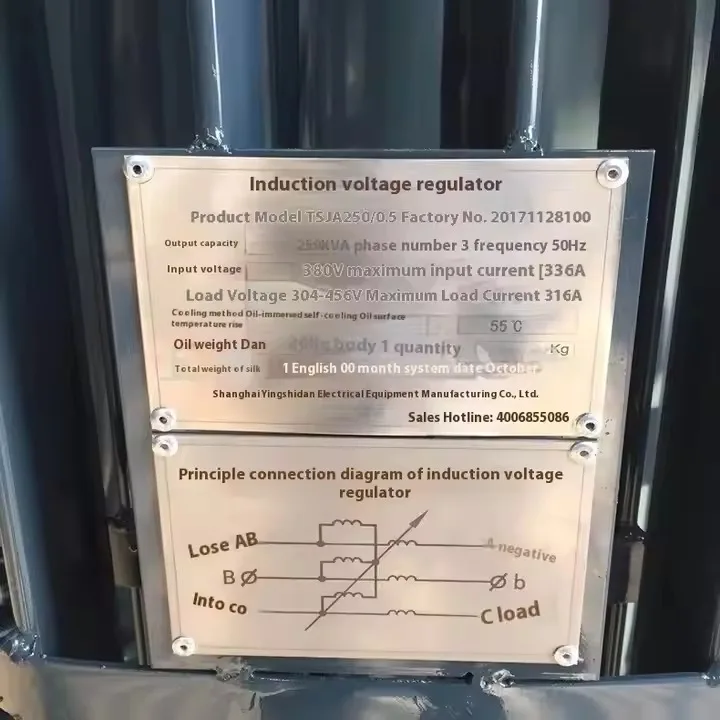 Induction voltage regulator
Product Model TSJA250/0.5 Factory No. 20171128100
Output capacity 250KVA phase number 3 frequency 50Hz
Input voltage 380V maximum input current [336A
Load Voltage 304-456V Maximum Load Current 316A
Cooling method Oil-immersed self-cooling Oil surface
temperature rise 55℃
Oil weight Dan body 1 quantity Kg
Total weight of silk 1 English 00 month system date October
Shanghai Yingshidan Electrical Equipment Manufacturing Co., Ltd.
Sales Hotline: 4006855086
Principle connection diagram of induction voltage
regulator
Lose AB A negative
B Ø Ø b
Into co C load